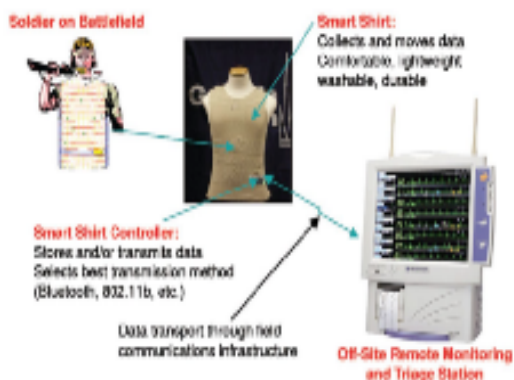 Soldier on Battlefield
Smart Shirt:
Collects and moves data
Comfortable, lightweight
washable, durable
Smart Shirt Controller:
Stores and/or transmits data
Selects best transmission method
(Bluetooth, 802.11b, etc.)
Data transport through field
communications infrastructure
Off-Site Remote Monitoring
and Triage Station